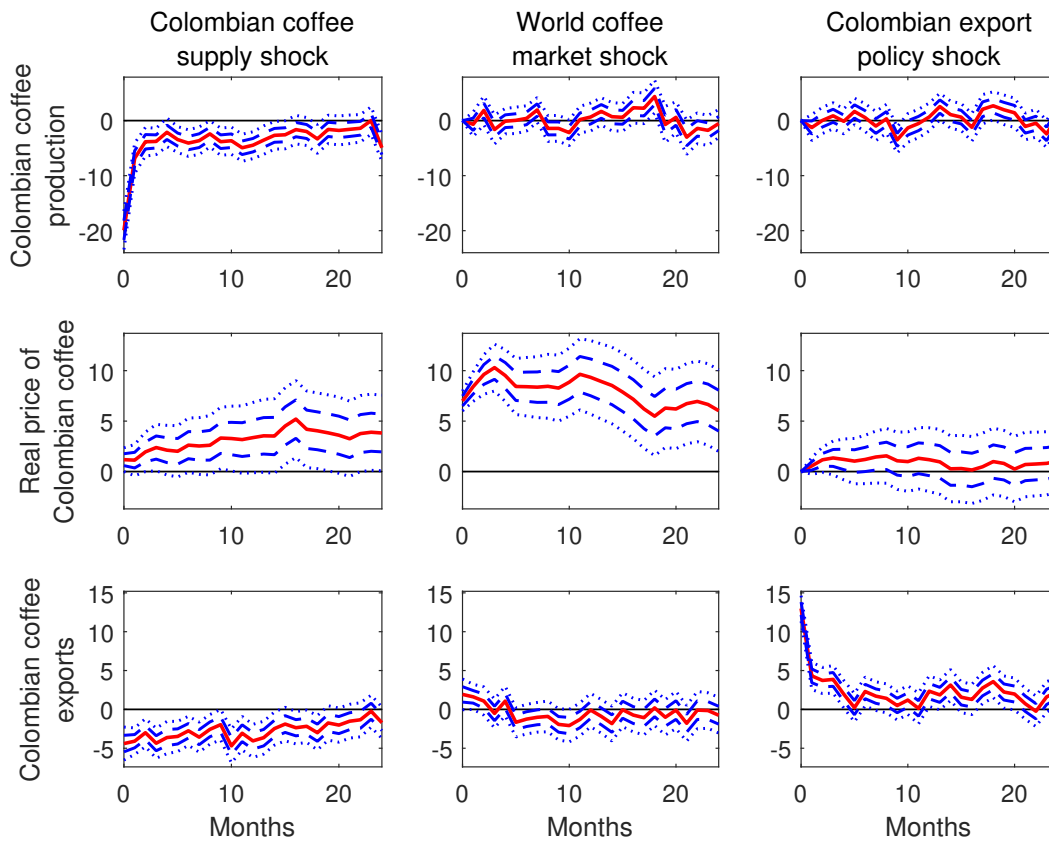 Colombian coffee
supply shock
World coffee
market shock
Colombian export
policy shock
Colombian coffee
production
0
-10
-20
0 10 20
0
-10
-20
0 10 20
0
-10
-20
0 10 20
Real price of
Colombian coffee
10
5
0
0 10 20
10
5
0
0 10 20
10
5
0
0 10 20
Colombian coffee
exports
15
10
5
0
-5
0 10 20
Months
15
10
5
0
-5
0 10 20
Months
15
10
5
0
-5
0 10 20
Months